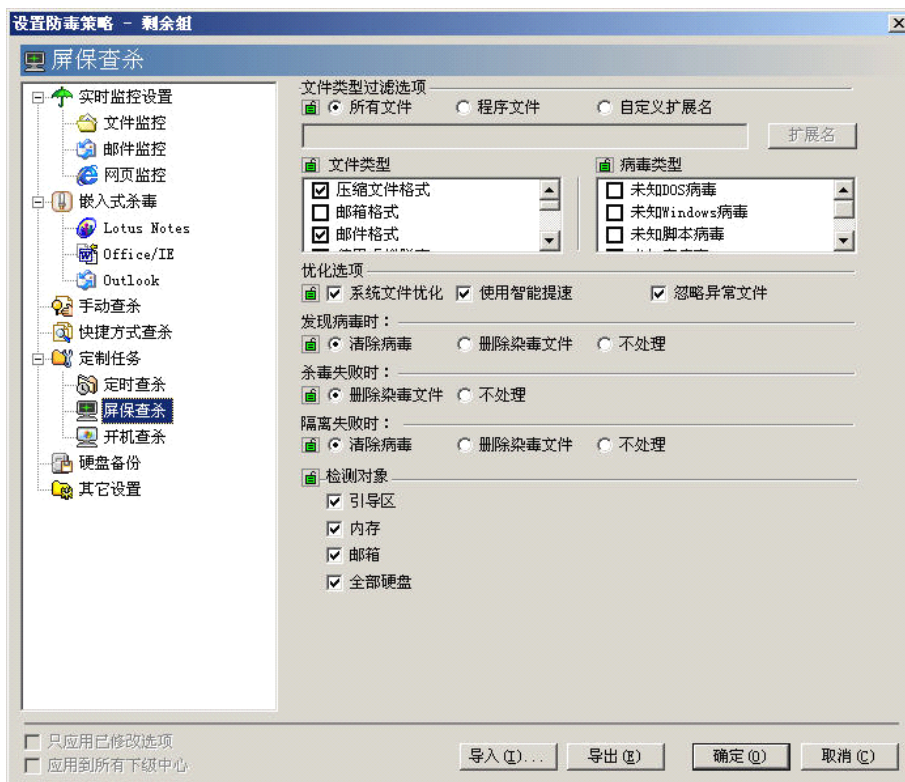 设置防毒策略 - 剩余组
屏保查杀
实时监控设置
文件监控
邮件监控
网页监控
嵌入式杀毒
Lotus Notes
Office/IE
Outlook
手动查杀
快捷方式查杀
定制任务
定时查杀
屏保查杀
开机查杀
硬盘备份
其它设置
文件类型过滤选项
所有文件 程序文件 自定义扩展名
扩展名
文件类型 病毒类型
压缩文件格式 未知DOS病毒
邮箱格式 未知Windows病毒
邮件格式 未知脚本病毒
优化选项
系统文件优化 使用智能提速 忽略异常文件
发现病毒时：
清除病毒 删除染毒文件 不处理
杀毒失败时：
删除染毒文件 不处理
隔离失败时：
清除病毒 删除染毒文件 不处理
检测对象
引导区
内存
邮箱
全部硬盘
只应用已修改选项
应用到所有下级中心
导入(I)... 导出(E) 确定(O) 取消(C)